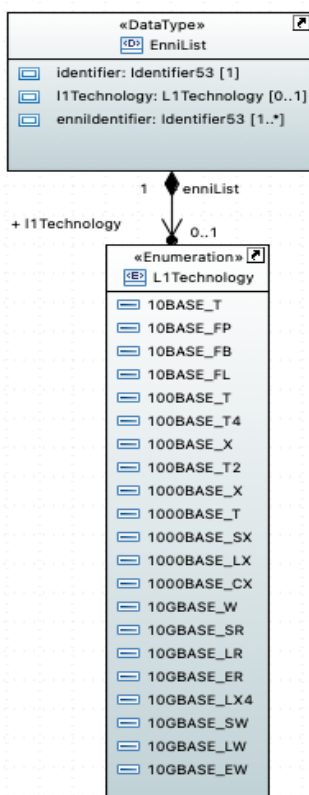 «DataType»
EnniList
identifier: Identifier53 [1]
l1Technology: L1Technology [0..1]
enniIdentifier: Identifier53 [1..*]
1 enniList
+ l1Technology
0..1
«Enumeration»
L1Technology
10BASE_T
10BASE_FP
10BASE_FB
10BASE_FL
100BASE_T
100BASE_T4
100BASE_X
100BASE_T2
1000BASE_X
1000BASE_T
1000BASE_SX
1000BASE_LX
1000BASE_CX
10GBASE_W
10GBASE_SR
10GBASE_LR
10GBASE_ER
10GBASE_LX4
10GBASE_SW
10GBASE_LW
10GBASE_EW